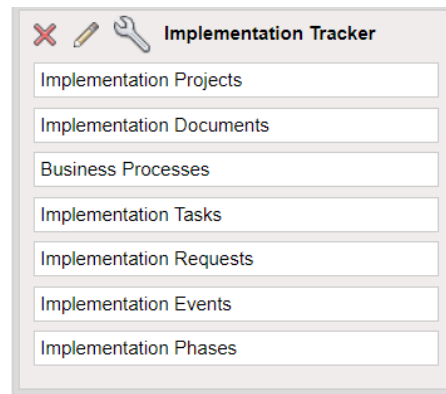 Implementation Tracker
Implementation Projects
Implementation Documents
Business Processes
Implementation Tasks
Implementation Requests
Implementation Events
Implementation Phases